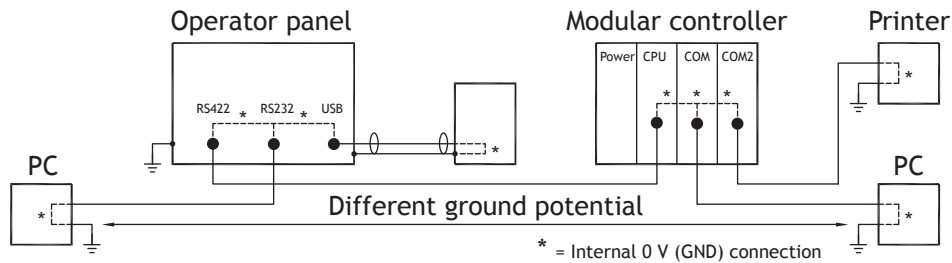 Operator panel
Modular controller
Printer
Power CPU COM COM2
* * *
*
RS422 * RS232 * USB
*
PC
PC
*
Different ground potential
*
* = Internal 0 V (GND) connection